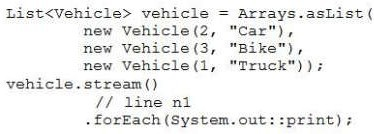 List<Vehicle> vehicle = Arrays.asList(
new Vehicle(2, "Car"),
new Vehicle(3, "Bike"),
new Vehicle(1, "Truck"));
vehicle.stream()
// line n1
.forEach(System.out::print);